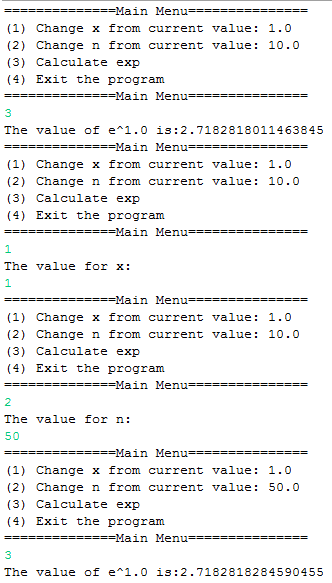 ==============Main Menu===============
(1) Change x from current value: 1.0
(2) Change n from current value: 10.0
(3) Calculate exp
(4) Exit the program
==============Main Menu===============
3
The value of e^1.0 is:2.7182818011463845
==============Main Menu===============
(1) Change x from current value: 1.0
(2) Change n from current value: 10.0
(3) Calculate exp
(4) Exit the program
==============Main Menu===============
1
The value for x:
1
==============Main Menu===============
(1) Change x from current value: 1.0
(2) Change n from current value: 10.0
(3) Calculate exp
(4) Exit the program
==============Main Menu===============
2
The value for n:
50
==============Main Menu===============
(1) Change x from current value: 1.0
(2) Change n from current value: 50.0
(3) Calculate exp
(4) Exit the program
==============Main Menu===============
3
The value of e^1.0 is:2.7182818284590455